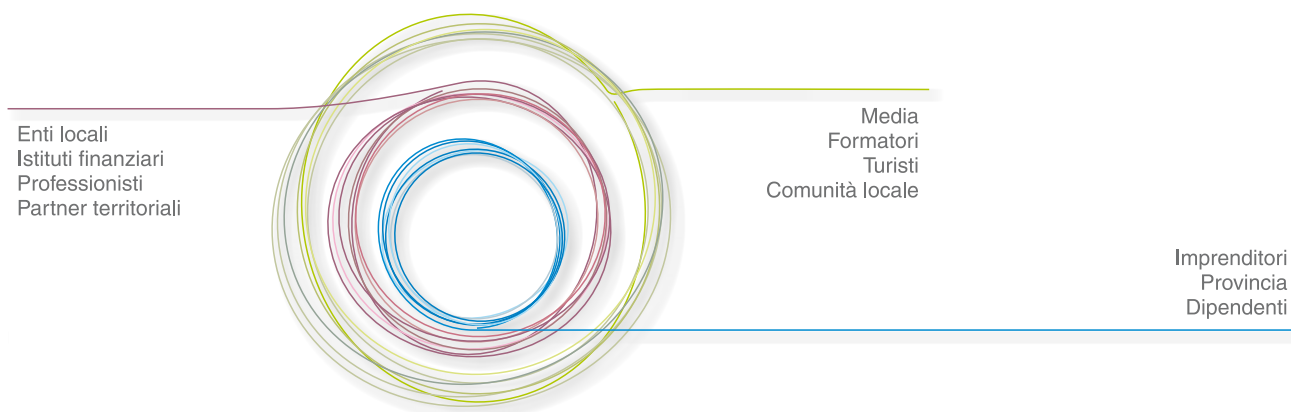 Enti locali
Istituti finanziari
Professionisti
Partner territoriali
Media
Formatori
Turisti
Comunità locale
Imprenditori
Provincia
Dipendenti